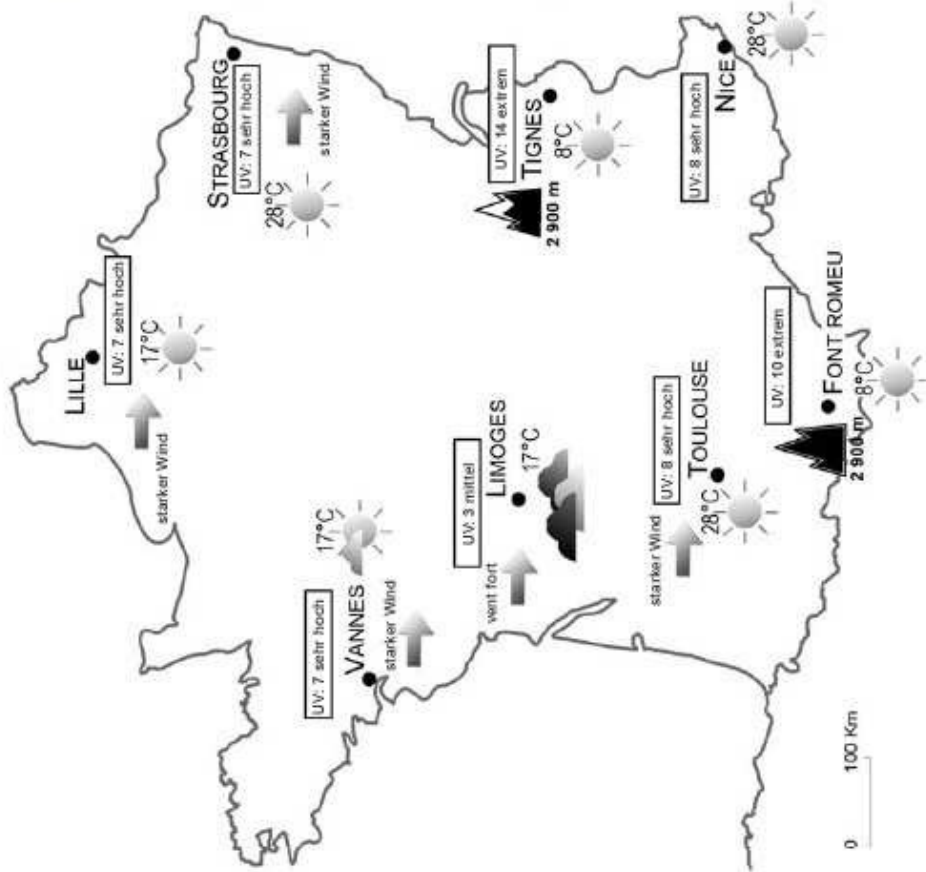 LILLE
UV: 7 sehr hoch
17°C
starker Wind
STRASBOURG
UV: 7 sehr hoch
28°C
starker Wind
UV: 7 sehr hoch
VANNES
17°C
starker Wind
UV: 3 mittel
LIMOGES
17°C
vent fort
UV: 14 extrem
TIGNES
8°C
2 900 m
UV: 8 sehr hoch
TOULOUSE
28°C
starker Wind
UV: 8 sehr hoch
NICE
28°C
UV: 10 extrem
FONT ROMEU
8°C
2 900 m
0 100 Km